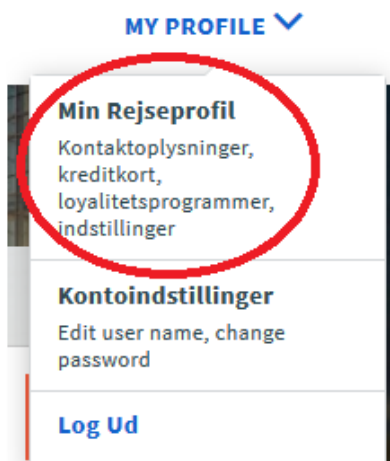 MY PROFILE
Min Rejseprofil
Kontaktoplysninger,
kreditkort,
loyalitetsprogrammer,
indstillinger
Kontoindstillinger
Edit user name, change
password
Log Ud